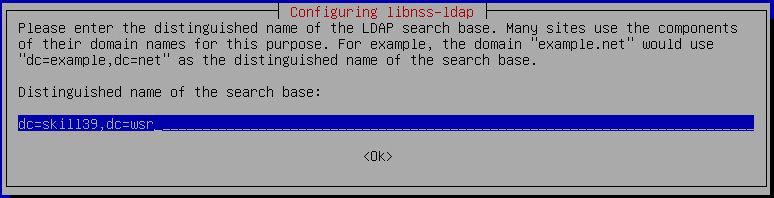 Configuring libnss-ldap
Please enter the distinguished name of the LDAP search base. Many sites use the components
of their domain names for this purpose. For example, the domain "example.net" would use
"dc=example,dc=net" as the distinguished name of the search base.
Distinguished name of the search base:
dc=skill39,dc=wsr
<Ok>